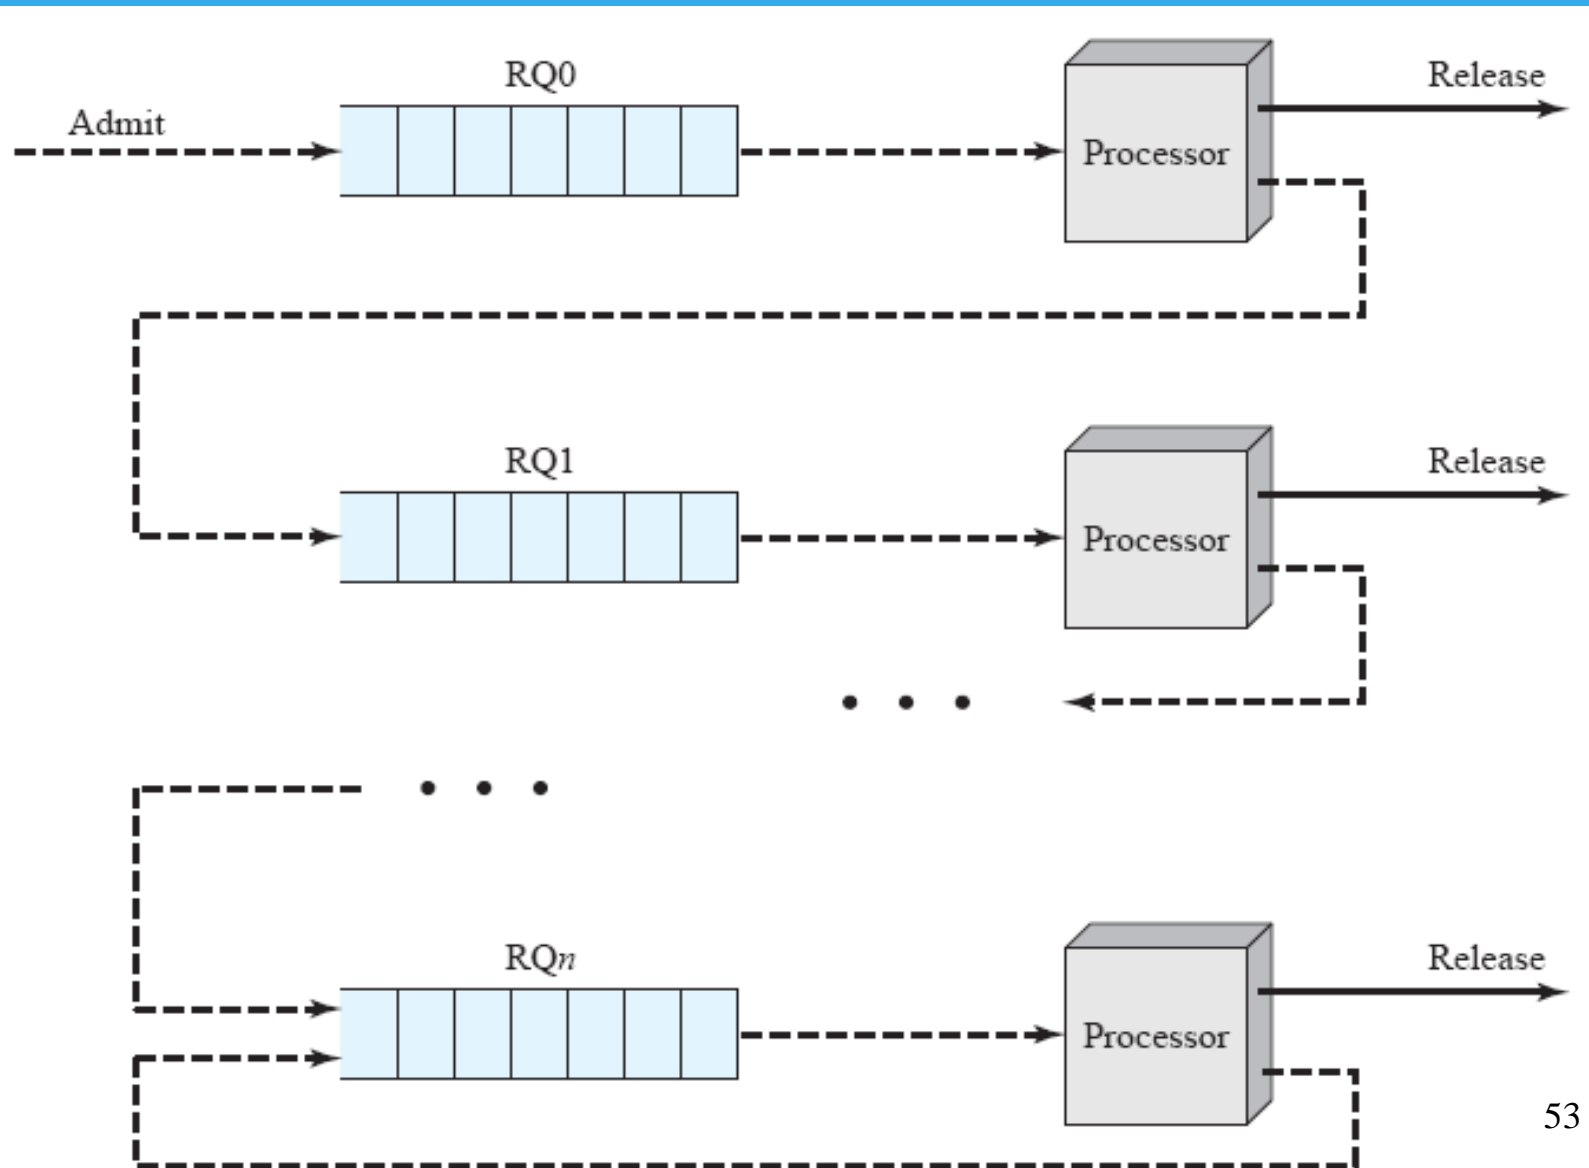 RQ0
Release
Admit
Processor
RQ1
Release
Processor
RQn
Release
Processor
53